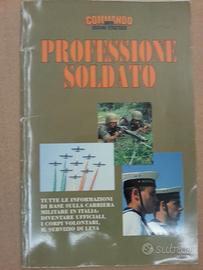 COMMANDO
PROFESSIONE
SOLDATO
TUTTE LE INFORMAZIONI
DI BASE SULLA CARRIERA
MILITARE IN ITALIA:
DIVENTARE UFFICIALI,
I CORPI VOLONTARI,
IL SERVIZIO DI LEVA
subito